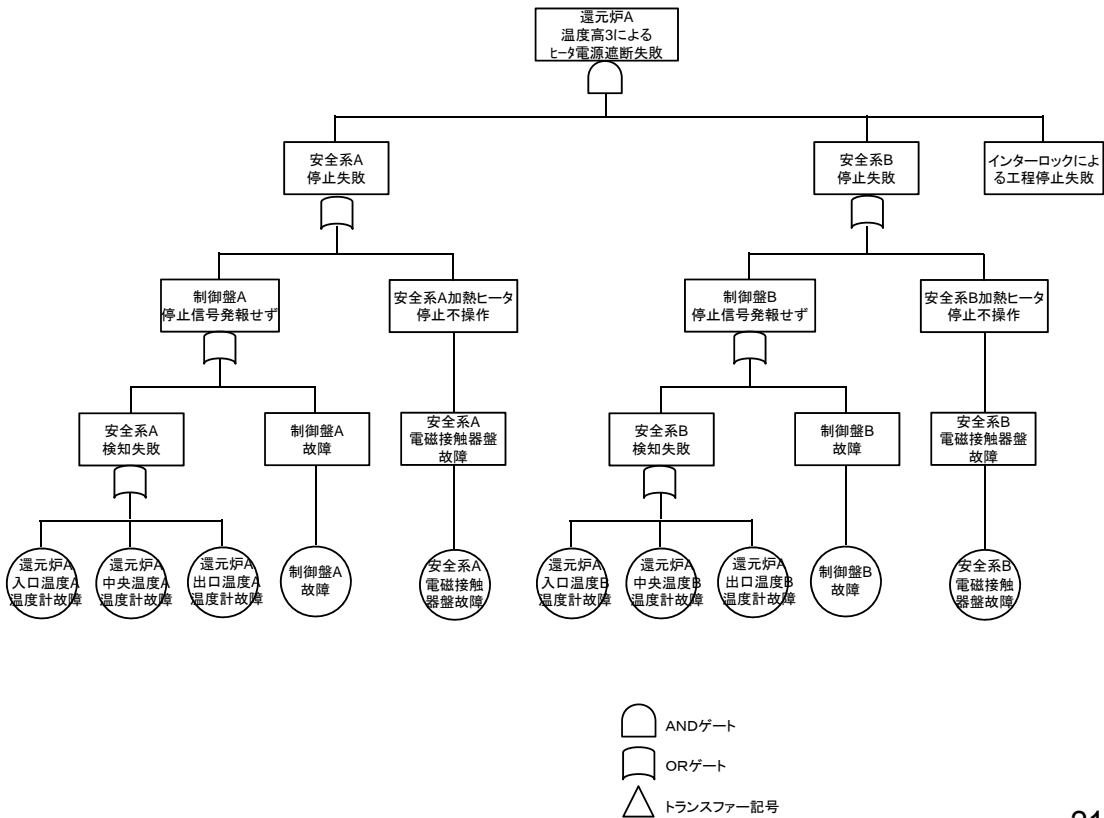 還元炉A
温度高3による
ヒータ電源遮断失敗
安全系A
停止失敗
安全系B
停止失敗
インターロックによ
る工程停止失敗
制御盤A
停止信号発報せず
安全系A加熱ヒータ
停止不操作
制御盤B
停止信号発報せず
安全系B加熱ヒータ
停止不操作
安全系A
検知失敗
制御盤A
故障
安全系A
電磁接触器盤
故障
安全系B
検知失敗
制御盤B
故障
安全系B
電磁接触器盤
故障
還元炉A
入口温度A
温度計故障
還元炉A
中央温度A
温度計故障
還元炉A
出口温度A
温度計故障
制御盤A
故障
安全系A
電磁接触
器盤故障
還元炉A
入口温度B
温度計故障
還元炉A
中央温度B
温度計故障
還元炉A
出口温度B
温度計故障
制御盤B
故障
安全系B
電磁接触
器盤故障
ANDゲート
ORゲート
トランスファー記号